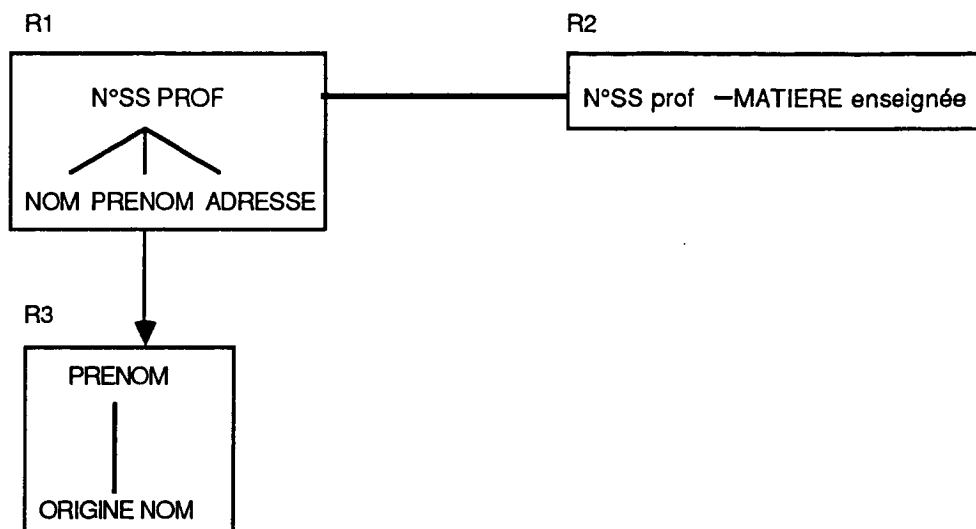 R1
N°SS PROF
NOM PRENOM ADRESSE
R2
N°SS prof –MATIERE enseignée
R3
PRENOM
ORIGINE NOM